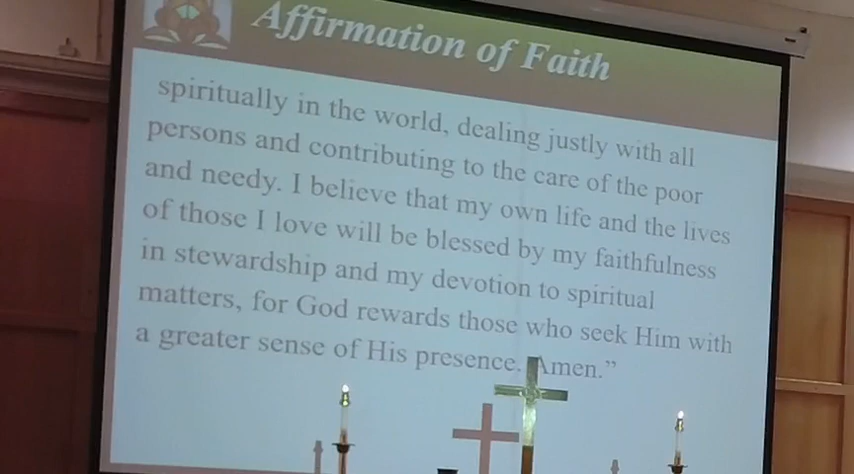 Affirmation of Faith
spiritually in the world, dealing justly with all
persons and contributing to the care of the poor
and needy. I believe that my own life and the lives
of those I love will be blessed by my faithfulness
in stewardship and my devotion to spiritual
matters, for God rewards those who seek Him with
a greater sense of His presence. Amen.”